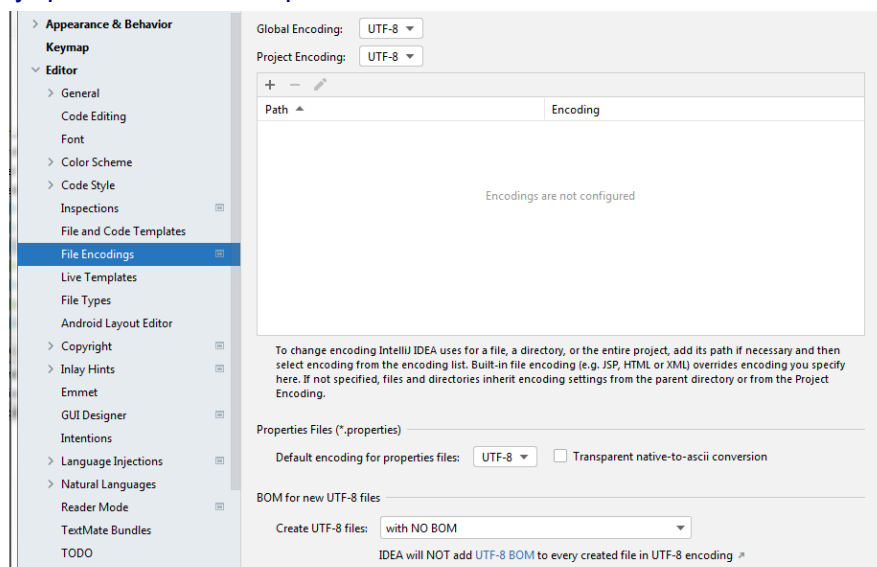 Appearance & Behavior
Keymap
Editor
General
Code Editing
Font
Color Scheme
Code Style
Inspections
File and Code Templates
File Encodings
Live Templates
File Types
Android Layout Editor
Copyright
Inlay Hints
Emmet
GUI Designer
Intentions
Language Injections
Natural Languages
Reader Mode
TextMate Bundles
TODO
Global Encoding: UTF-8
Project Encoding: UTF-8
Path Encoding
Encodings are not configured
To change encoding IntelliJ IDEA uses for a file, a directory, or the entire project, add its path if necessary and then
select encoding from the encoding list. Built-in file encoding (e.g. JSP, HTML or XML) overrides encoding you specify
here. If not specified, files and directories inherit encoding settings from the parent directory or from the Project
Encoding.
Properties Files (*.properties)
Default encoding for properties files: UTF-8 Transparent native-to-ascii conversion
BOM for new UTF-8 files
Create UTF-8 files: with NO BOM
IDEA will NOT add UTF-8 BOM to every created file in UTF-8 encoding